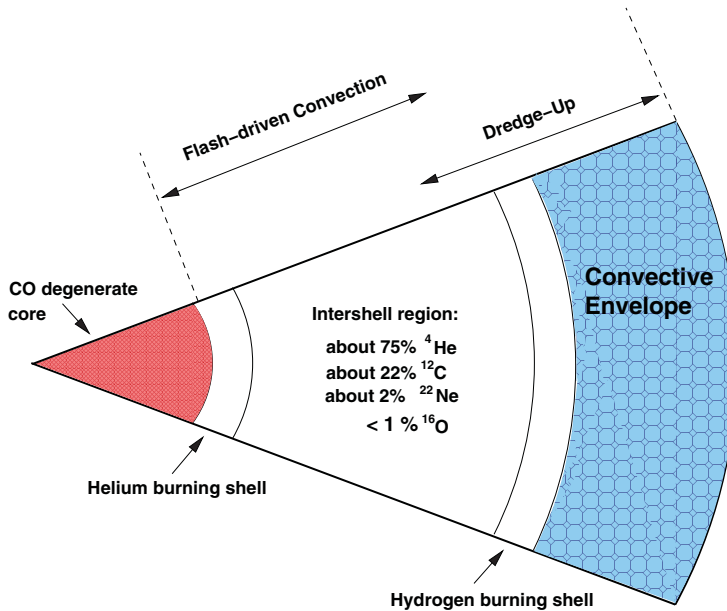 Flash–driven Convection
Dredge–Up
CO degenerate
core
Convective
Envelope
Intershell region:
about 75% ⁴He
about 22% ¹²C
about 2% ²²Ne
< 1 % ¹⁶O
Helium burning shell
Hydrogen burning shell